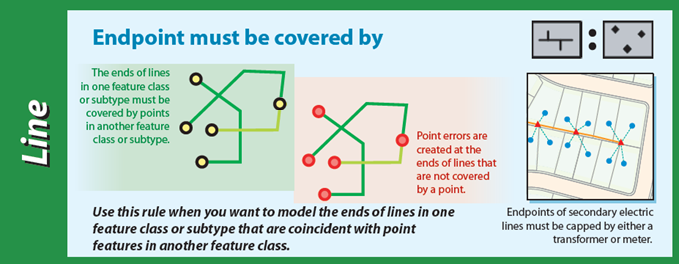 Line
Endpoint must be covered by
The ends of lines
in one feature class
or subtype must be
covered by points
in another feature
class or subtype.
Point errors are
created at the
ends of lines that
are not covered
by a point.
Use this rule when you want to model the ends of lines in one
feature class or subtype that are coincident with point
features in another feature class.
Endpoints of secondary electric
lines must be capped by either a
transformer or meter.